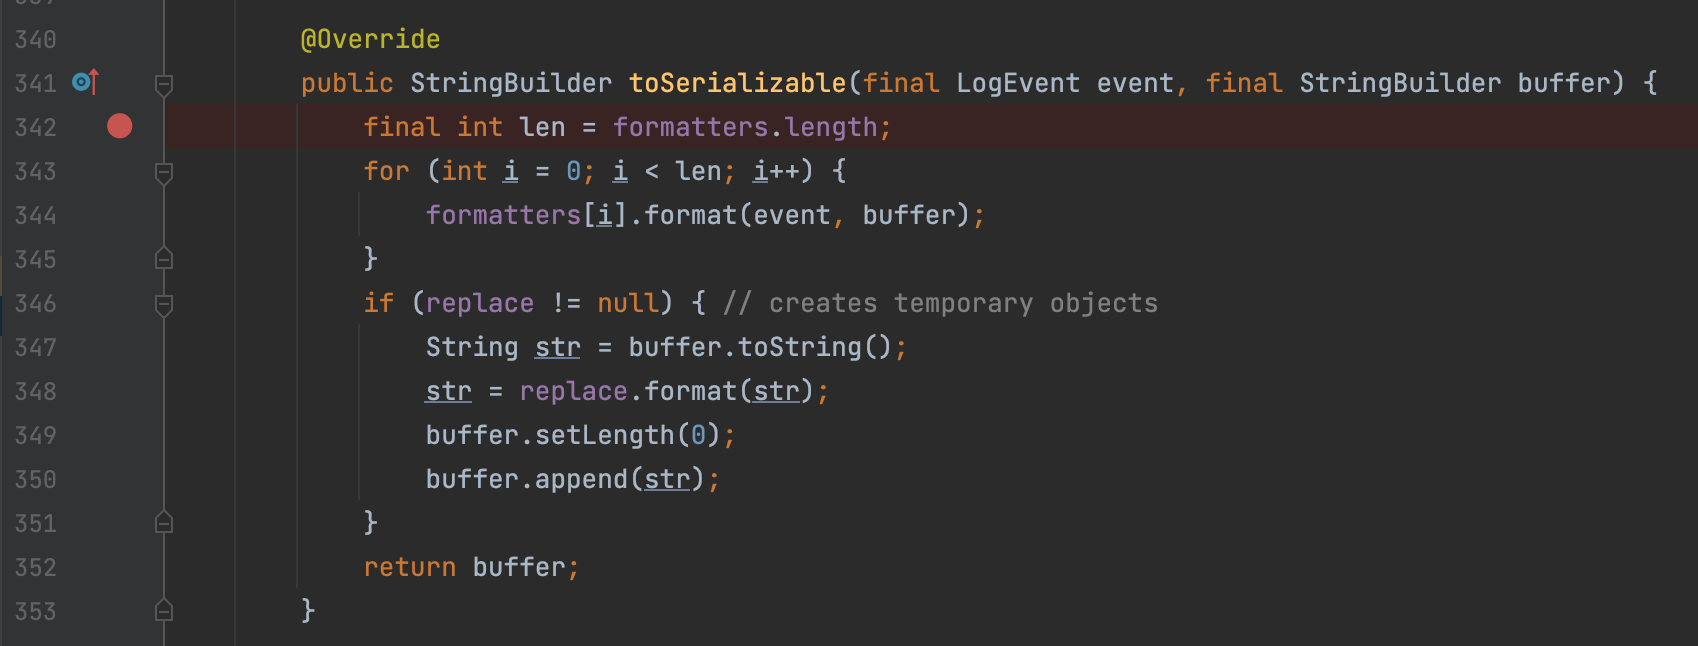 340 @Override
341 public StringBuilder toSerializable(final LogEvent event, final StringBuilder buffer) {
342 final int len = formatters.length;
343 for (int i = 0; i < len; i++) {
344 formatters[i].format(event, buffer);
345 }
346 if (replace != null) { // creates temporary objects
347 String str = buffer.toString();
348 str = replace.format(str);
349 buffer.setLength(0);
350 buffer.append(str);
351 }
352 return buffer;
353 }